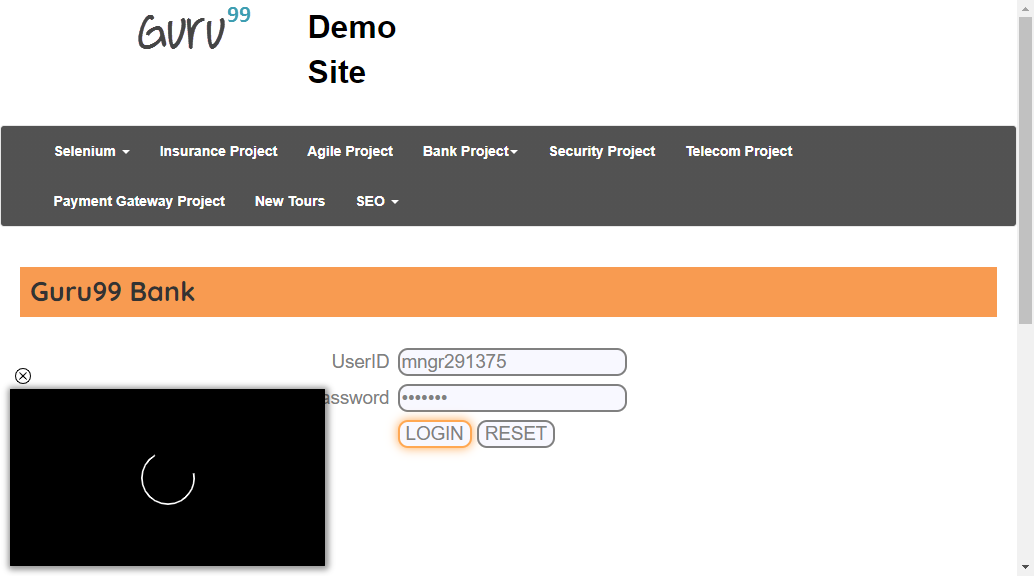 Guru99
Demo
Site
Selenium
Insurance Project
Agile Project
Bank Project
Security Project
Telecom Project
Payment Gateway Project
New Tours
SEO
Guru99 Bank
UserID
mngr291375
assword
•••••••
LOGIN
RESET